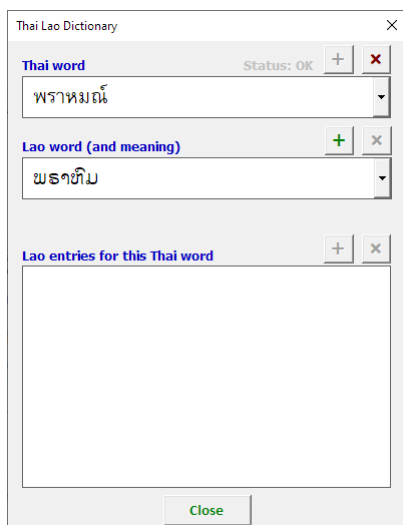 Thai Lao Dictionary
Thai word Status: OK + ×
พราหมณ์
Lao word (and meaning) + ×
ພຣາຫິມ
Lao entries for this Thai word + ×
Close